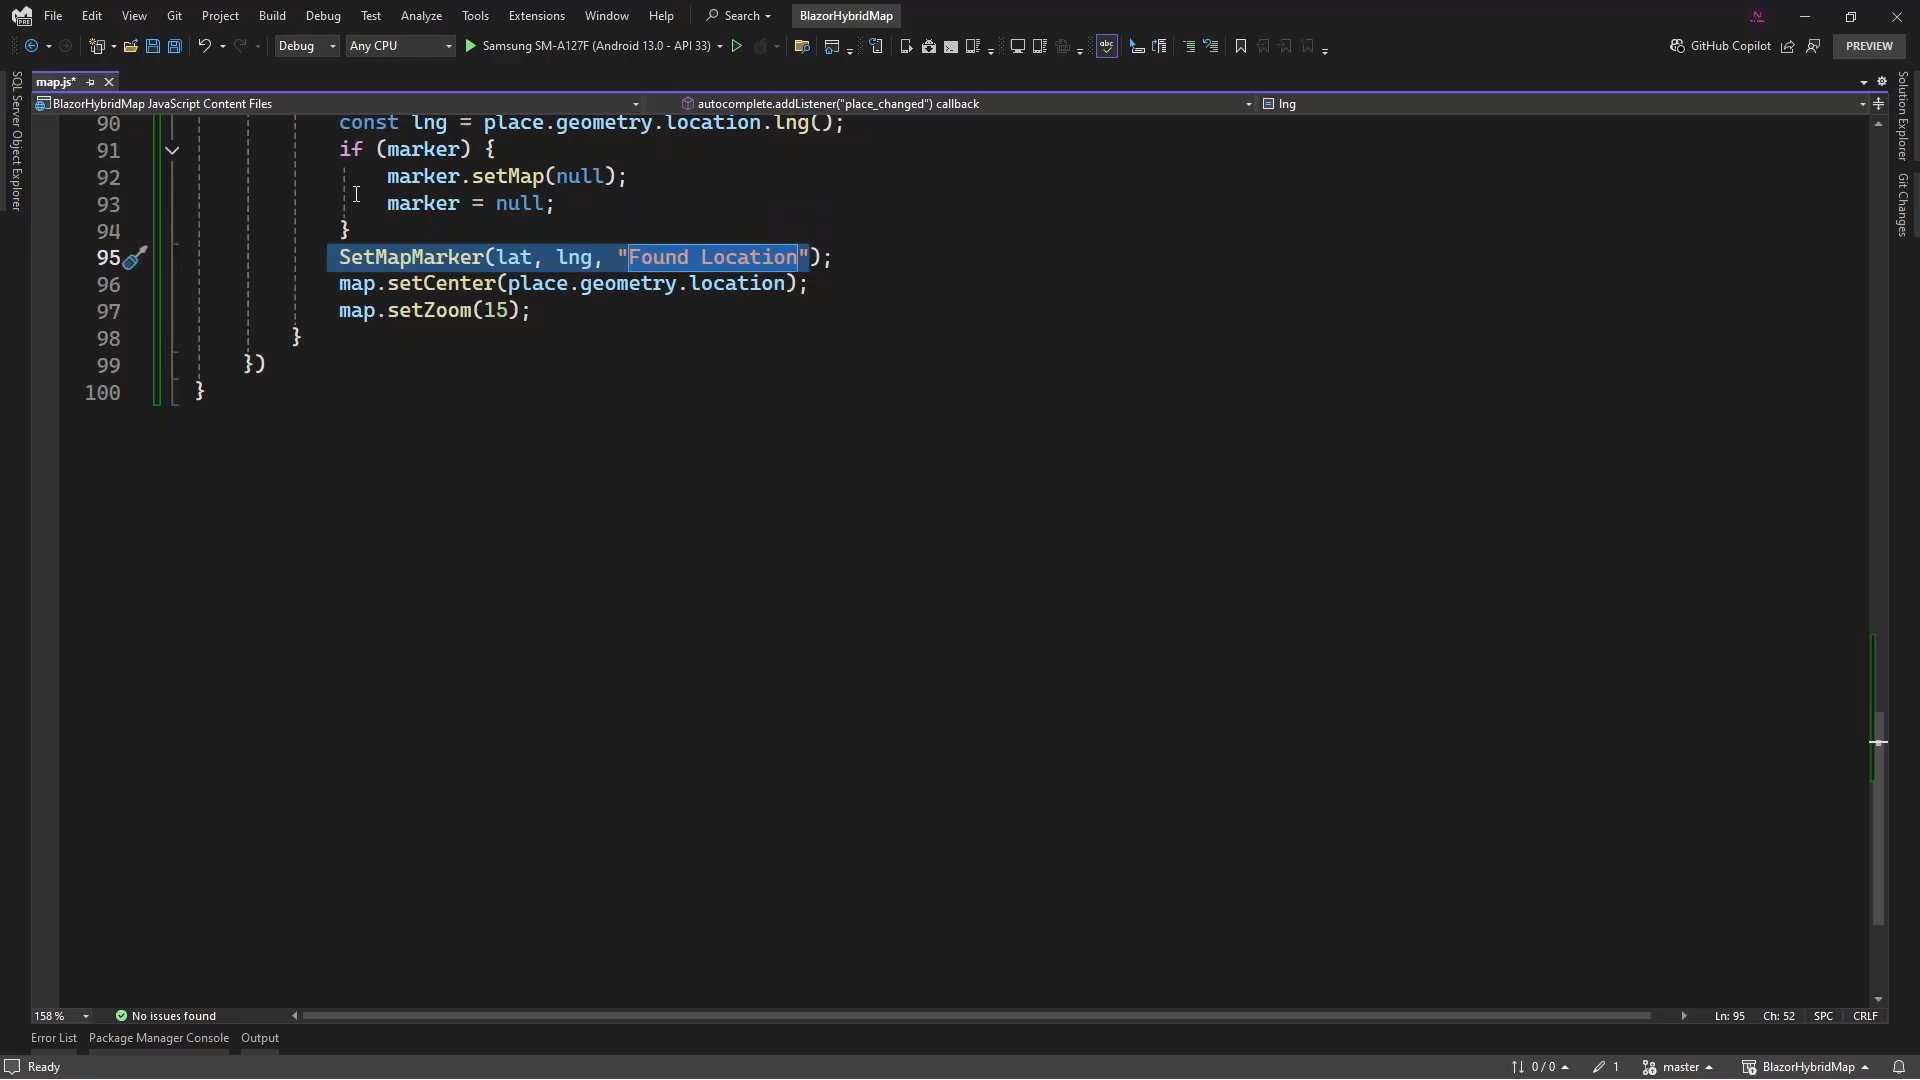 File Edit View Git Project Build Debug Test Analyze Tools Extensions Window Help Search BlazorHybridMap
Debug Any CPU Samsung SM-A127F (Android 13.0 - API 33) GitHub Copilot PREVIEW
SQL Server Object Explorer
map.js*
Solution Explorer
Git Changes
BlazorHybridMap JavaScript Content Files autocomplete.addListener("place_changed") callback lng
90 const lng = place.geometry.location.lng();
91 if (marker) {
92 marker.setMap(null);
93 marker = null;
94 }
95 SetMapMarker(lat, lng, "Found Location");
96 map.setCenter(place.geometry.location);
97 map.setZoom(15);
98 }
99 })
100 }
158 % No issues found Ln: 95 Ch: 52 SPC CRLF
Error List Package Manager Console Output
Ready 0 / 0 1 master BlazorHybridMap